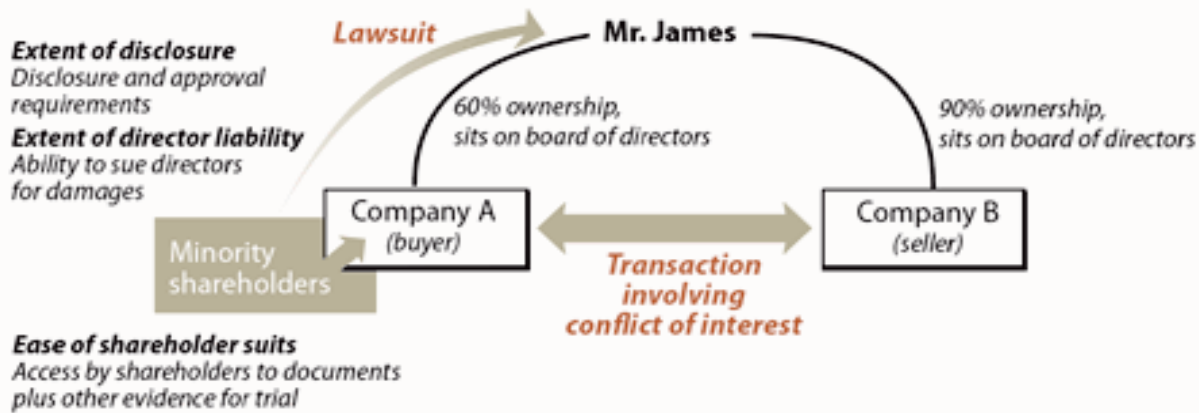 Lawsuit
Mr. James
Extent of disclosure
Disclosure and approval
requirements
Extent of director liability
Ability to sue directors
for damages
60% ownership,
sits on board of directors
90% ownership,
sits on board of directors
Minority
shareholders
Company A
(buyer)
Company B
(seller)
Transaction
involving
conflict of interest
Ease of shareholder suits
Access by shareholders to documents
plus other evidence for trial